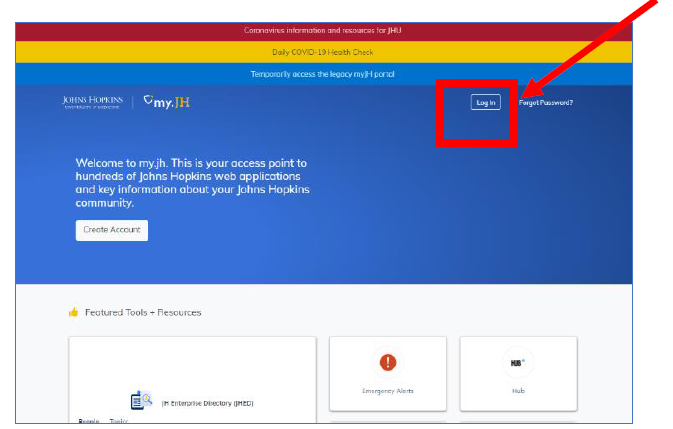 Coronavirus information and resources for JHU
Daily COVID-19 Health Check
Temporarily access the legacy myJH portal
JOHNS HOPKINS
my.JH
Log In
Forgot Password?
Welcome to my.jh. This is your access point to
hundreds of Johns Hopkins web applications
and key information about your Johns Hopkins
community.
Create Account
Featured Tools + Resources
JH Enterprise Directory (JHED)
People Topics
Emergency Alerts
HUB
Hub